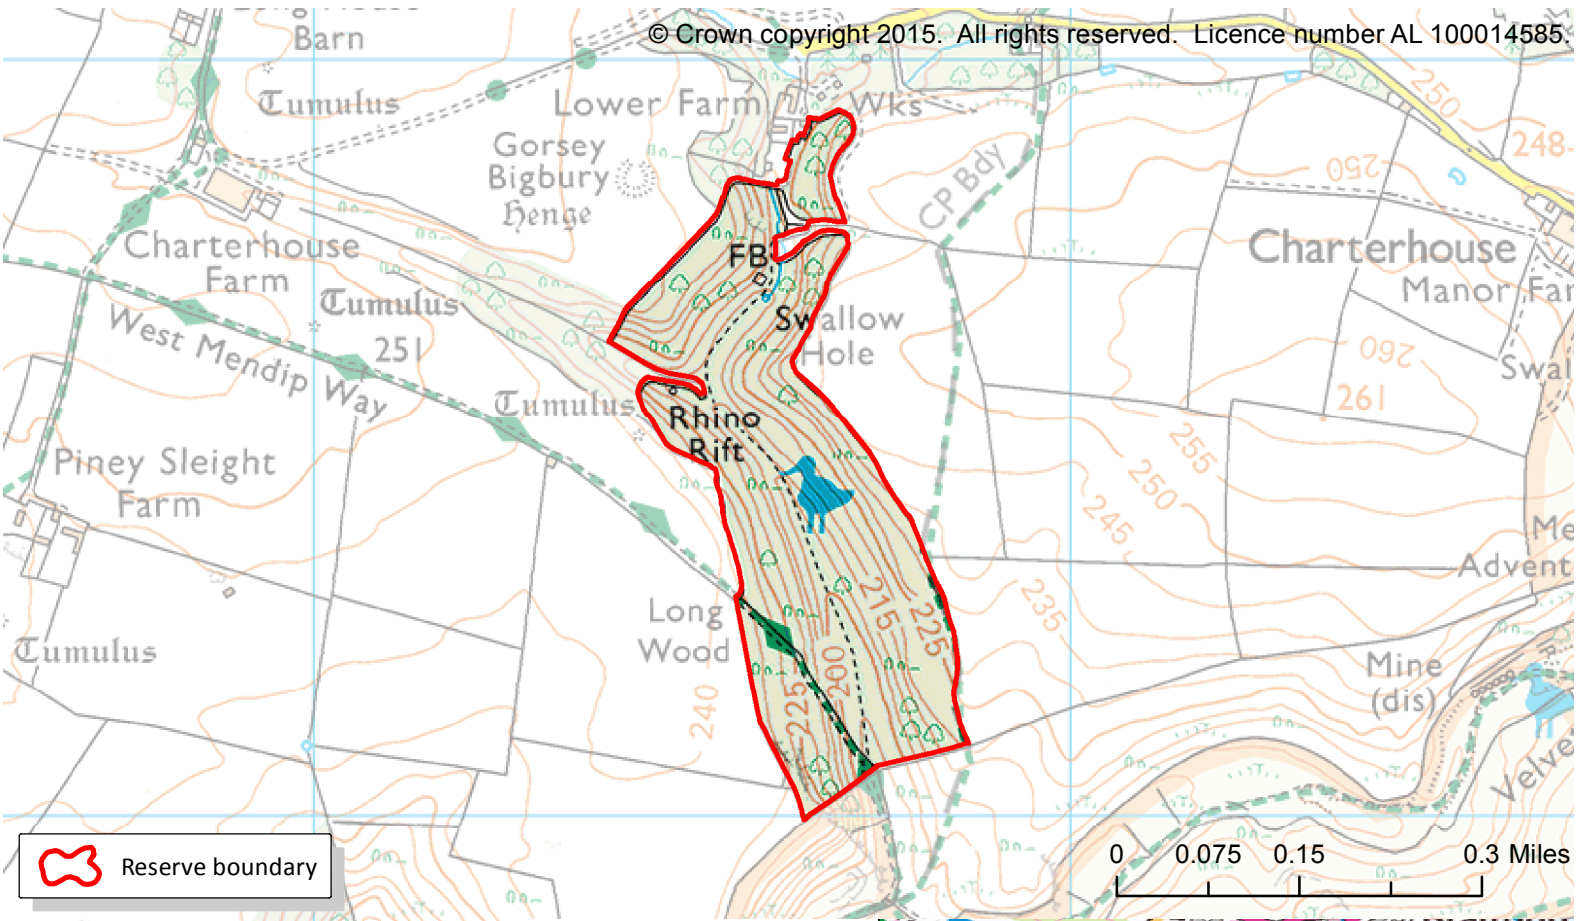 © Crown copyright 2015. All rights reserved. Licence number AL 100014585.
Barn
Tumulus
Lower Farm
Wks
250
248
Gorsey
Bigbury
Henge
CP Bdy
250
Charterhouse
Farm
FB
Charterhouse
Manor Far
Tumulus
251
West Mendip Way
Swallow
Hole
260
261
Swal
Tumulus
Rhino
Rift
Piney Sleight
Farm
255
250
245
Me
Advent
235
Long
Wood
215
225
200
225
240
Tumulus
Mine
(dis)
Velve
Reserve boundary
0 0.075 0.15 0.3 Miles